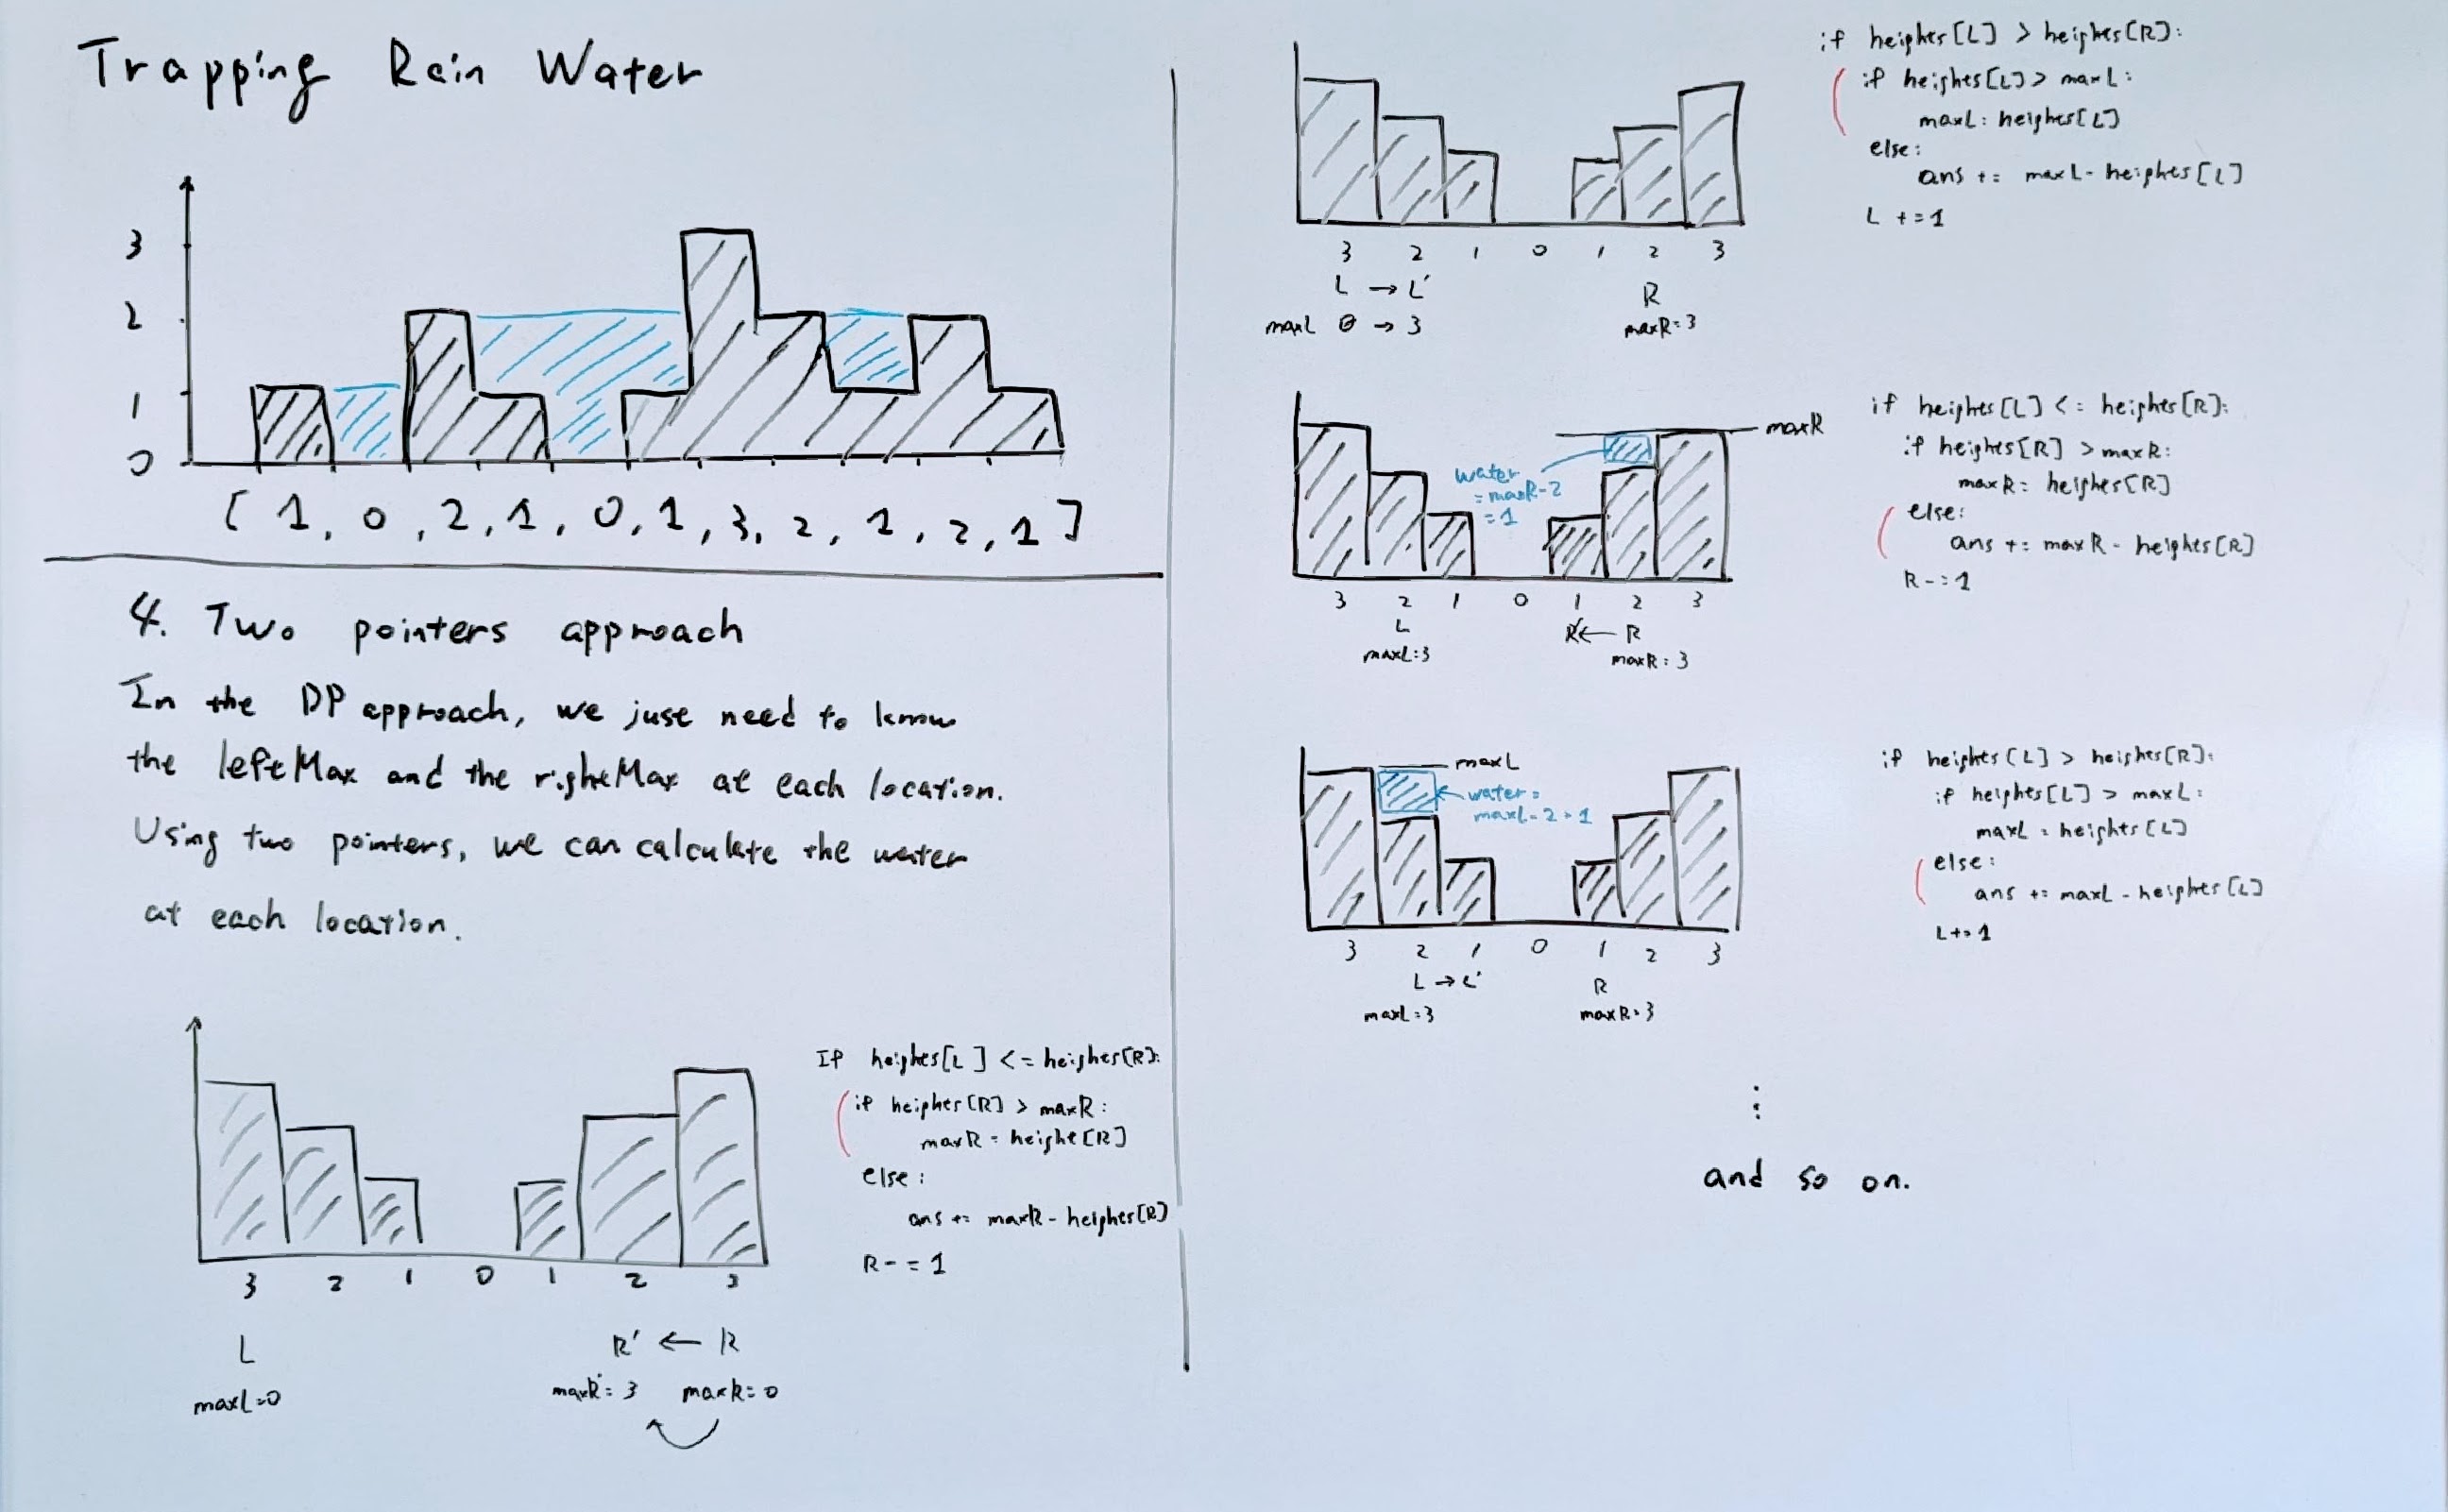 Trapping Rain Water
3
2
1
0
[ 1, 0, 2, 1, 0, 1, 3, 2, 1, 2, 1 ]
4. Two pointers approach
In the DP approach, we just need to know
the leftMax and the rightMax at each location.
Using two pointers, we can calculate the water
at each location.
3 2 1 0 1 2 3
L R' ← R
maxL=0 maxR'= 3 maxR=0
If heights[L] <= heights[R]:
if heights[R] > maxR:
maxR = height[R]
else:
ans += maxR - heights[R]
R -= 1
3 2 1 0 1 2 3
L → L' R
maxL 0 → 3 maxR=3
if heights[L] > heights[R]:
if heights[L] > maxL:
maxL= heights[L]
else:
ans += maxL - heights[L]
L += 1
maxR
water
= maxR-2
= 1
3 2 1 0 1 2 3
L R' ← R
maxL=3 maxR=3
if heights[L] <= heights[R]:
if heights[R] > maxR:
maxR= heights[R]
else:
ans += maxR - heights[R]
R -= 1
maxL
water=
maxL-2=1
3 2 1 0 1 2 3
L → L' R
maxL=3 maxR=3
if heights[L] > heights[R]:
if heights[L] > maxL:
maxL = heights[L]
else:
ans += maxL - heights[L]
L += 1
and so on.